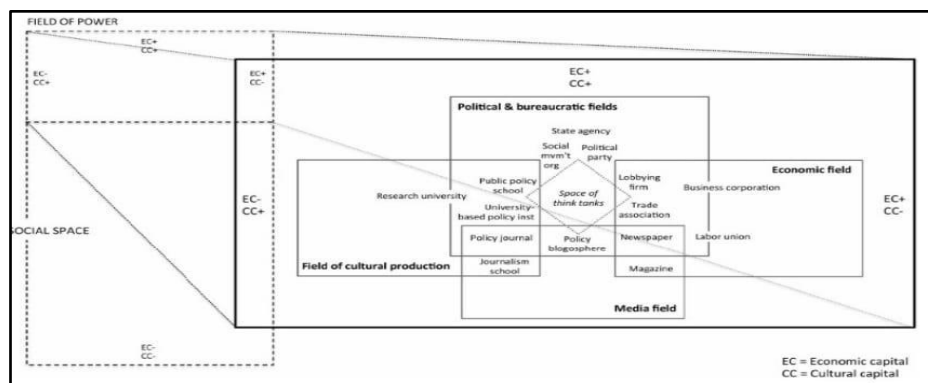 FIELD OF POWER
EC+
CC+
EC-
CC+
EC+
CC-
EC+
CC+
Political & bureaucratic fields
State agency
Social
mvm't
org
Political
party
Economic field
Public policy
school
Lobbying
firm
Research university
Space of
think tanks
Business corporation
EC-
CC+
University-
based policy inst
Trade
association
EC+
CC-
OCIAL SPACE
Policy journal
Policy
blogosphere
Newspaper
Labor union
Field of cultural production
Journalism
school
Magazine
Media field
EC-
CC-
EC = Economic capital
CC = Cultural capital